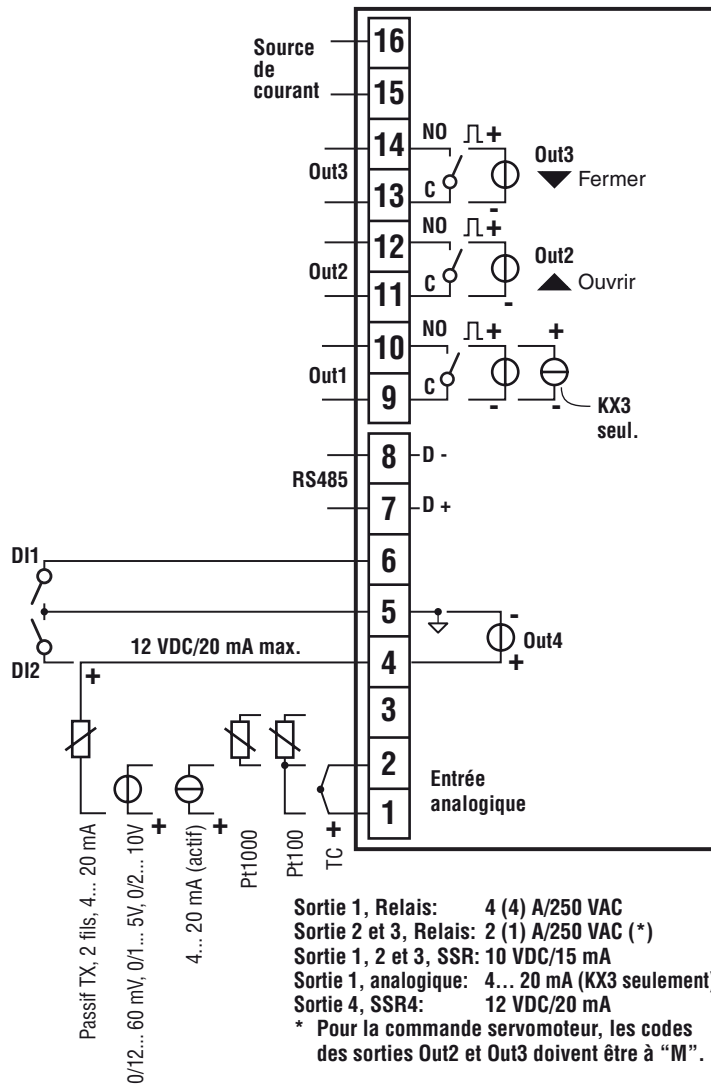 Source
de
courant
16
15
14
NO
+
Out3
Out3
Fermer
13
C
-
12
NO
+
Out2
Out2
Ouvrir
11
C
-
10
NO
+
+
Out1
9
C
-
-
KX3
seul.
8
D -
RS485
7
D +
DI1
6
5
-
Out4
12 VDC/20 mA max.
4
+
DI2
+
3
2
Entrée
analogique
1
+
+
+
Passif TX, 2 fils, 4... 20 mA
0/12... 60 mV, 0/1... 5V, 0/2... 10V
4... 20 mA (actif)
Pt1000
Pt100
TC
Sortie 1, Relais: 4 (4) A/250 VAC
Sortie 2 et 3, Relais: 2 (1) A/250 VAC (*)
Sortie 1, 2 et 3, SSR: 10 VDC/15 mA
Sortie 1, analogique: 4... 20 mA (KX3 seulement)
Sortie 4, SSR4: 12 VDC/20 mA
* Pour la commande servomoteur, les codes
des sorties Out2 et Out3 doivent être à “M”.